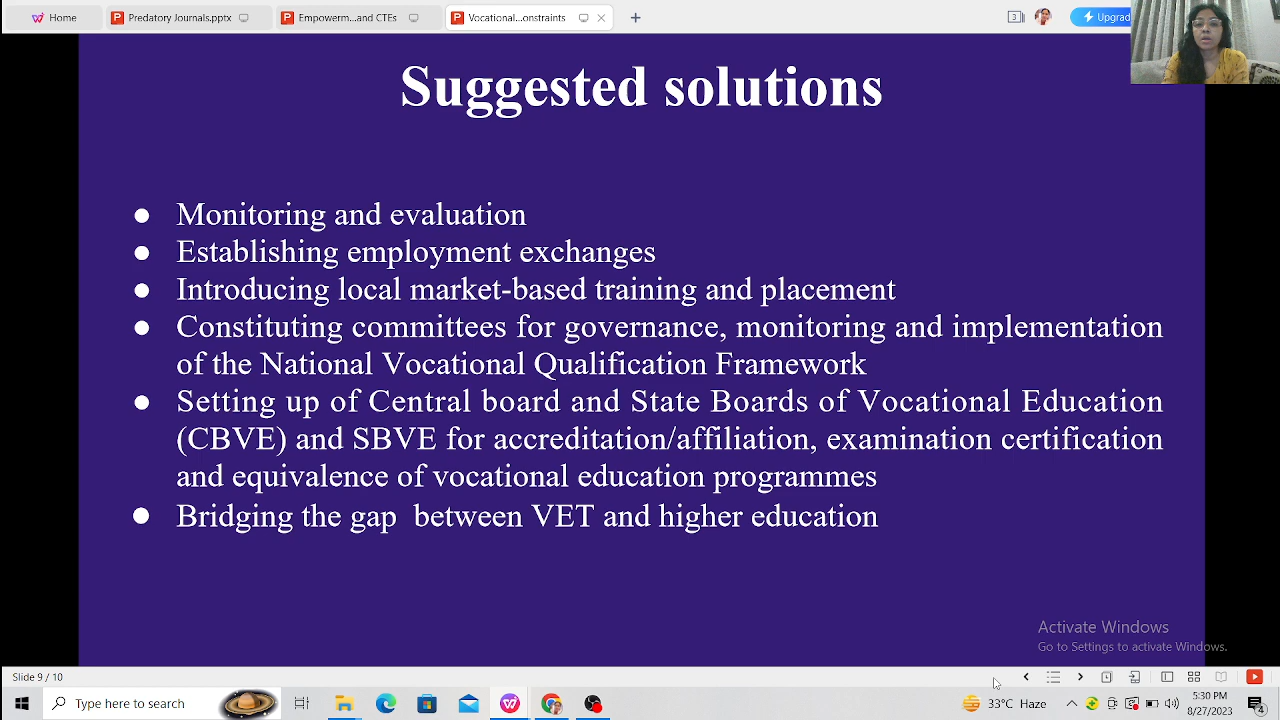 Home
Predatory Journals.pptx
Empowerm...and CTEs
Vocational...onstraints
3
Upgrad
Suggested solutions
● Monitoring and evaluation
● Establishing employment exchanges
● Introducing local market-based training and placement
● Constituting committees for governance, monitoring and implementation
of the National Vocational Qualification Framework
● Setting up of Central board and State Boards of Vocational Education
(CBVE) and SBVE for accreditation/affiliation, examination certification
and equivalence of vocational education programmes
● Bridging the gap  between VET and higher education
Activate Windows
Go to Settings to activate Windows.
Slide 9 / 10
Type here to search
33°C Haze
5:30 PM
8/27/2023
4